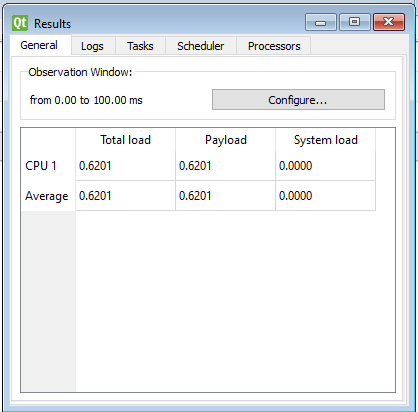 Qt Results
General Logs Tasks Scheduler Processors
Observation Window:
from 0.00 to 100.00 ms Configure...
Total load Payload System load
CPU 1 0.6201 0.6201 0.0000
Average 0.6201 0.6201 0.0000